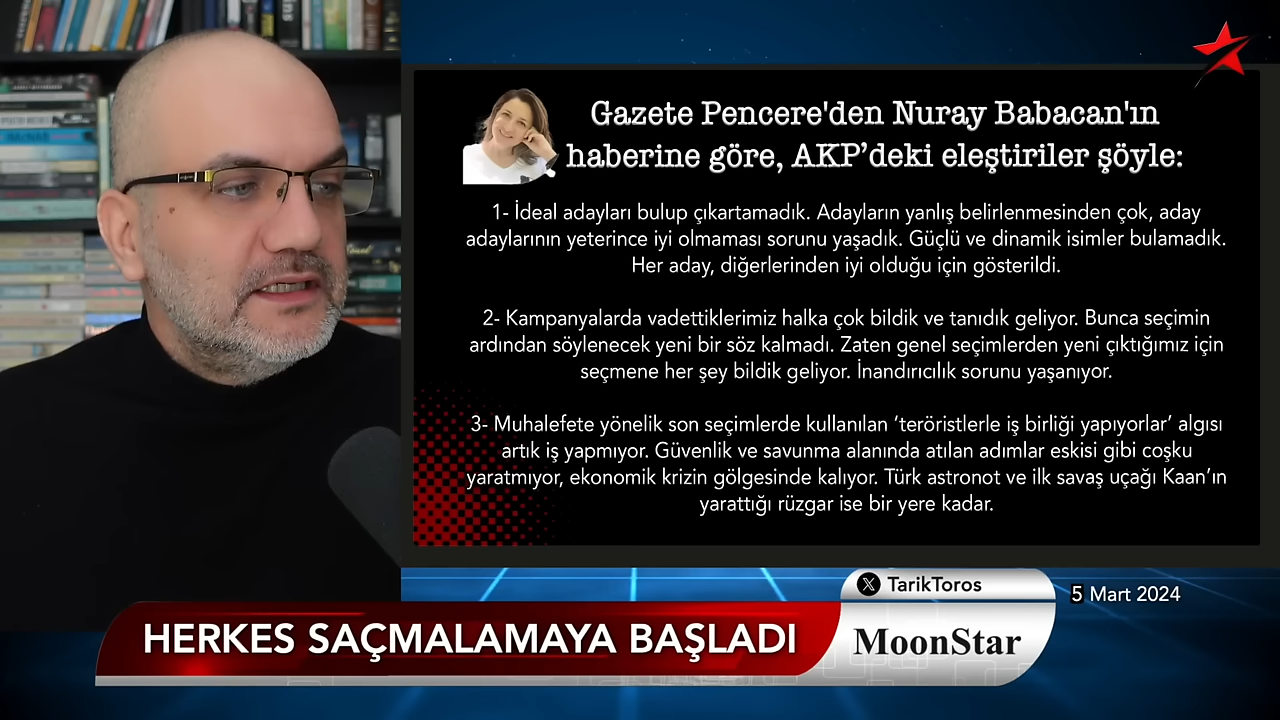 Gazete Pencere'den Nuray Babacan'ın
haberine göre, AKP’deki eleştiriler şöyle:
1- İdeal adayları bulup çıkartamadık. Adayların yanlış belirlenmesinden çok, aday
adaylarının yeterince iyi olmaması sorunu yaşadık. Güçlü ve dinamik isimler bulamadık.
Her aday, diğerlerinden iyi olduğu için gösterildi.
2- Kampanyalarda vadettiklerimiz halka çok bildik ve tanıdık geliyor. Bunca seçimin
ardından söylenecek yeni bir söz kalmadı. Zaten genel seçimlerden yeni çıktığımız için
seçmene her şey bildik geliyor. İnandırıcılık sorunu yaşanıyor.
3- Muhalefete yönelik son seçimlerde kullanılan ‘teröristlerle iş birliği yapıyorlar’ algısı
artık iş yapmıyor. Güvenlik ve savunma alanında atılan adımlar eskisi gibi coşku
yaratmıyor, ekonomik krizin gölgesinde kalıyor. Türk astronot ve ilk savaş uçağı Kaan’ın
yarattığı rüzgar ise bir yere kadar.
TarikToros
5 Mart 2024
HERKES SAÇMALAMAYA BAŞLADI
MoonStar